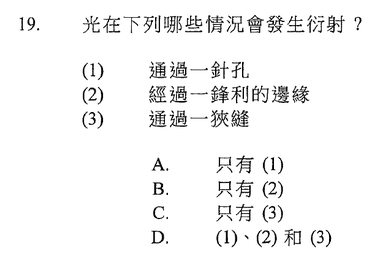 19. 光在下列哪些情況會發生衍射？
(1) 通過一針孔
(2) 經過一鋒利的邊緣
(3) 通過一狹縫
A. 只有 (1)
B. 只有 (2)
C. 只有 (3)
D. (1)、(2) 和 (3)